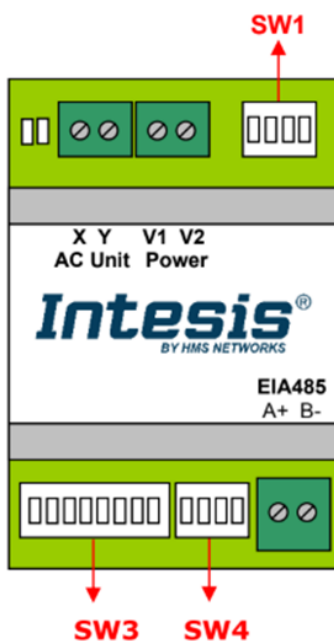 SW1
X Y V1 V2
AC Unit Power
Intesis®
BY HMS NETWORKS
EIA485
A+ B-
SW3 SW4